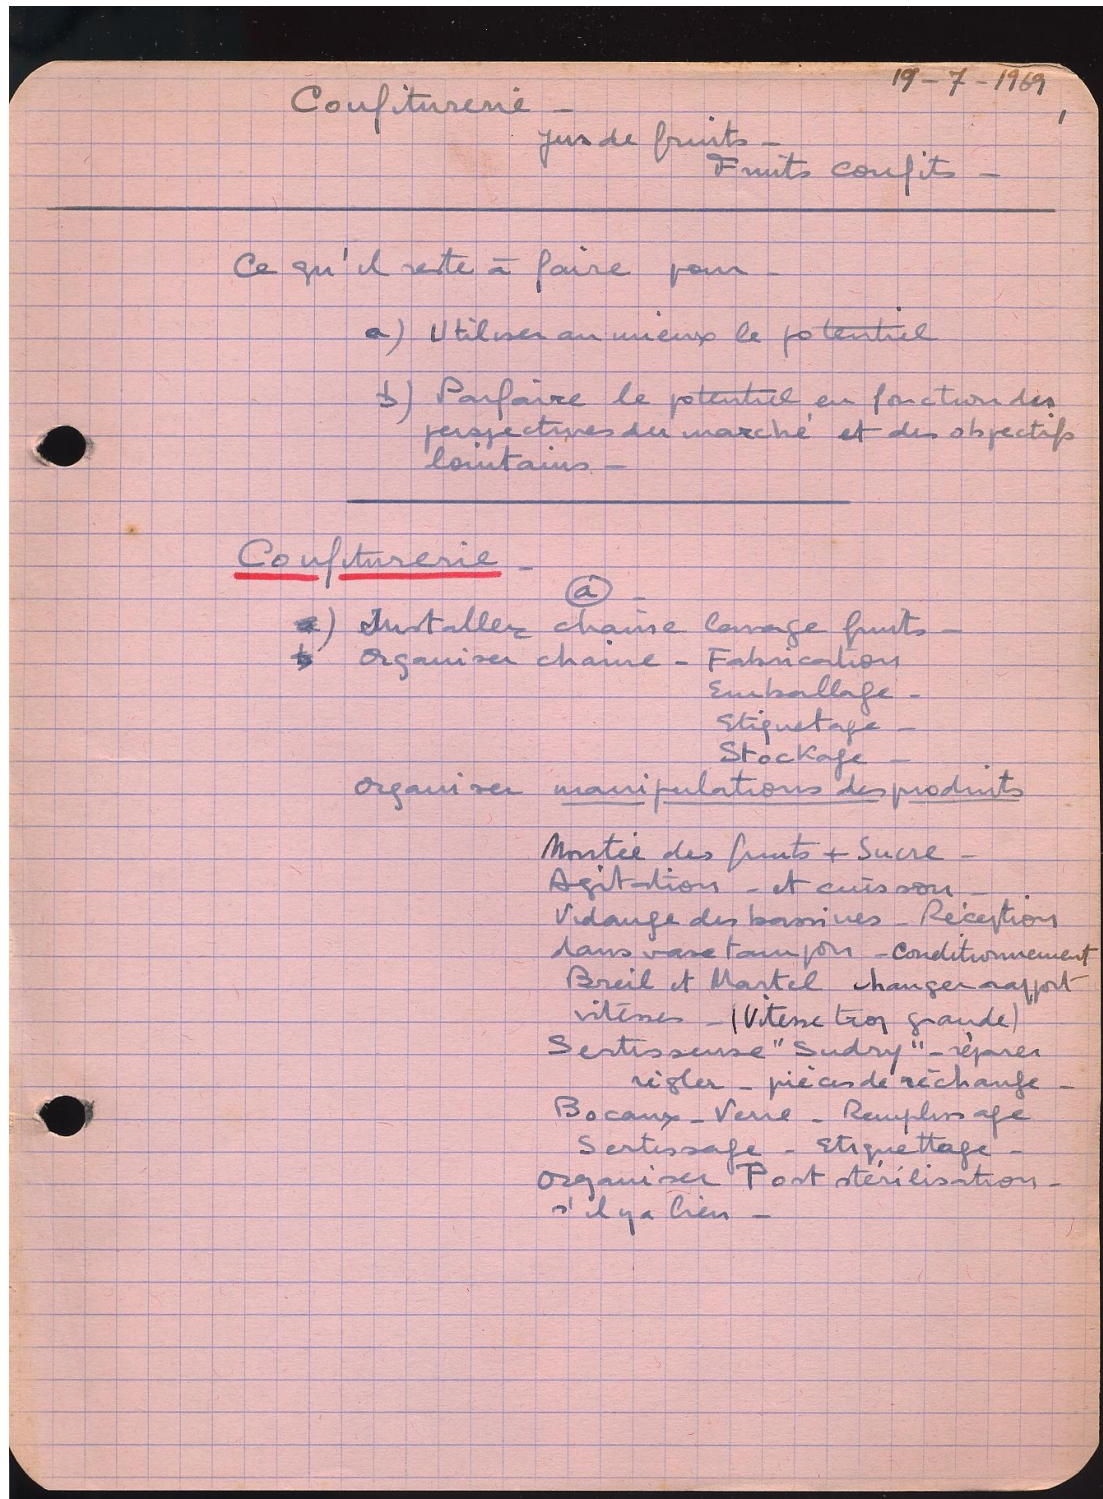 19-7-1969
1
Confiturerie -
jus de fruits -
Fruits confits -
Ce qu'il reste à faire pour -
a) Utiliser au mieux le potentiel
b) Parfaire le potentiel en fonction des
perspectives du marché et des objectifs
lointains -
Confiturerie -
a -
a) Installer chaine lavage fruits -
b Organiser chaine - Fabrication
Emballage -
Etiquetage -
Stockage -
Organiser manipulations des produits
Montée des fruits + Sucre -
Agitation - et cuisson -
Vidange des bassines - Réception
dans vase tampon - conditionnement
Breil et Martel changer rapport
vitesses - (Vitesse trop grande)
Sertisseuse "Sudry" - réparer
régler - pièces de réchange -
Bocaux - Verre - Remplissage
Sertissage - Etiquettage -
Organiser Post stérilisation -
s'il y a lieu -